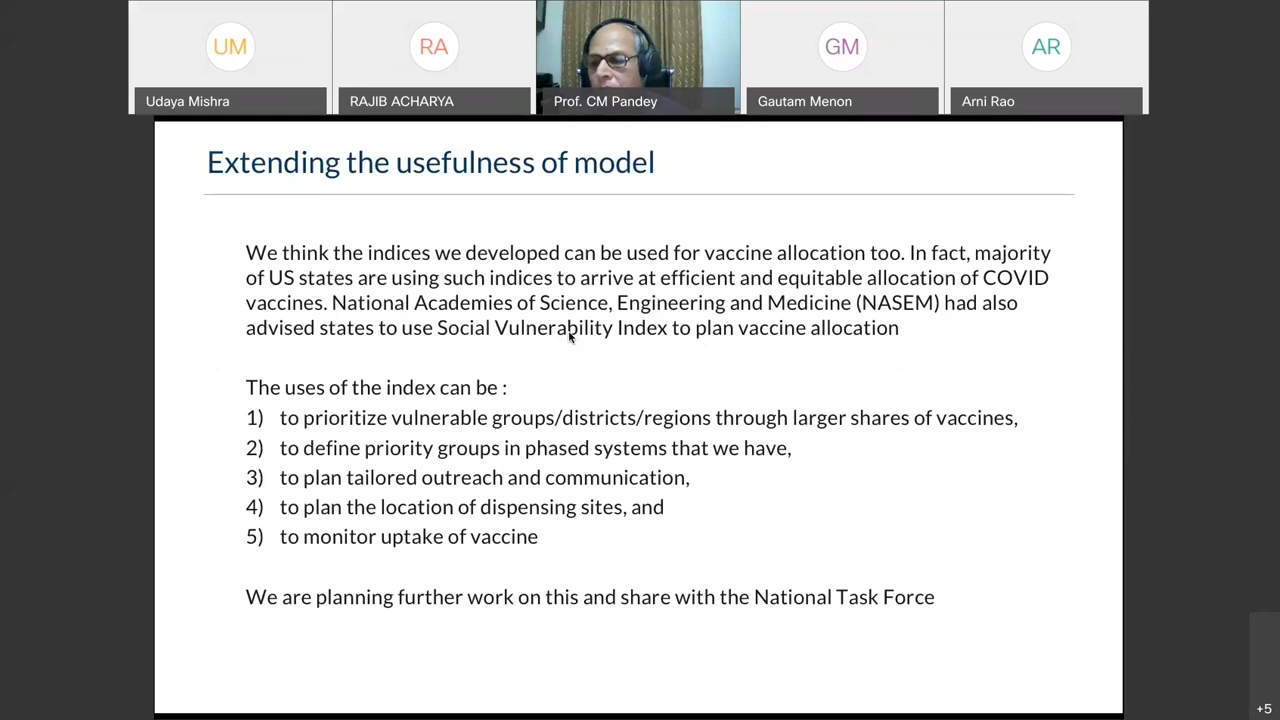 UM
RA
GM
AR
Udaya Mishra
RAJIB ACHARYA
Prof. CM Pandey
Gautam Menon
Arni Rao
Extending the usefulness of model
We think the indices we developed can be used for vaccine allocation too. In fact, majority
of US states are using such indices to arrive at efficient and equitable allocation of COVID
vaccines. National Academies of Science, Engineering and Medicine (NASEM) had also
advised states to use Social Vulnerability Index to plan vaccine allocation
The uses of the index can be :
1) to prioritize vulnerable groups/districts/regions through larger shares of vaccines,
2) to define priority groups in phased systems that we have,
3) to plan tailored outreach and communication,
4) to plan the location of dispensing sites, and
5) to monitor uptake of vaccine
We are planning further work on this and share with the National Task Force
+5